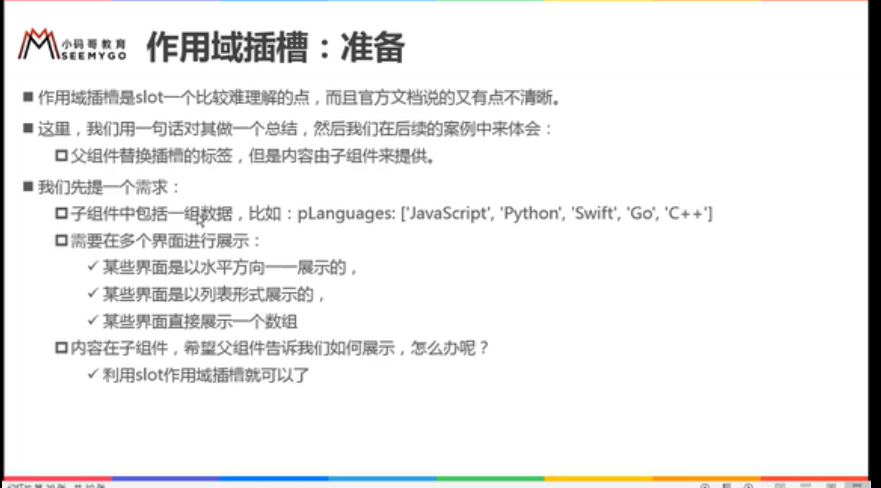 小码哥教育
SEEMYGO
作用域插槽：准备
作用域插槽是slot一个比较难理解的点，而且官方文档说的又有点不清晰。
这里，我们用一句话对其做一个总结，然后我们在后续的案例中来体会：
父组件替换插槽的标签，但是内容由子组件来提供。
我们先提一个需求：
子组件中包括一组数据，比如：pLanguages: ['JavaScript', 'Python', 'Swift', 'Go', 'C++']
需要在多个界面进行展示：
某些界面是以水平方向一一展示的，
某些界面是以列表形式展示的，
某些界面直接展示一个数组
内容在子组件，希望父组件告诉我们如何展示，怎么办呢？
利用slot作用域插槽就可以了